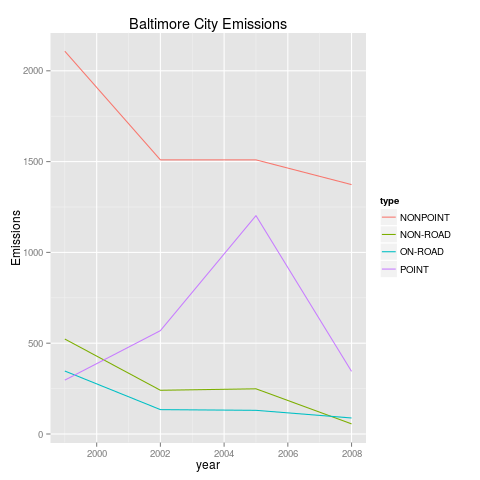 Baltimore City Emissions
Emissions
2000
1500
1000
500
0
2000 2002 2004 2006 2008
year
type
NONPOINT
NON-ROAD
ON-ROAD
POINT